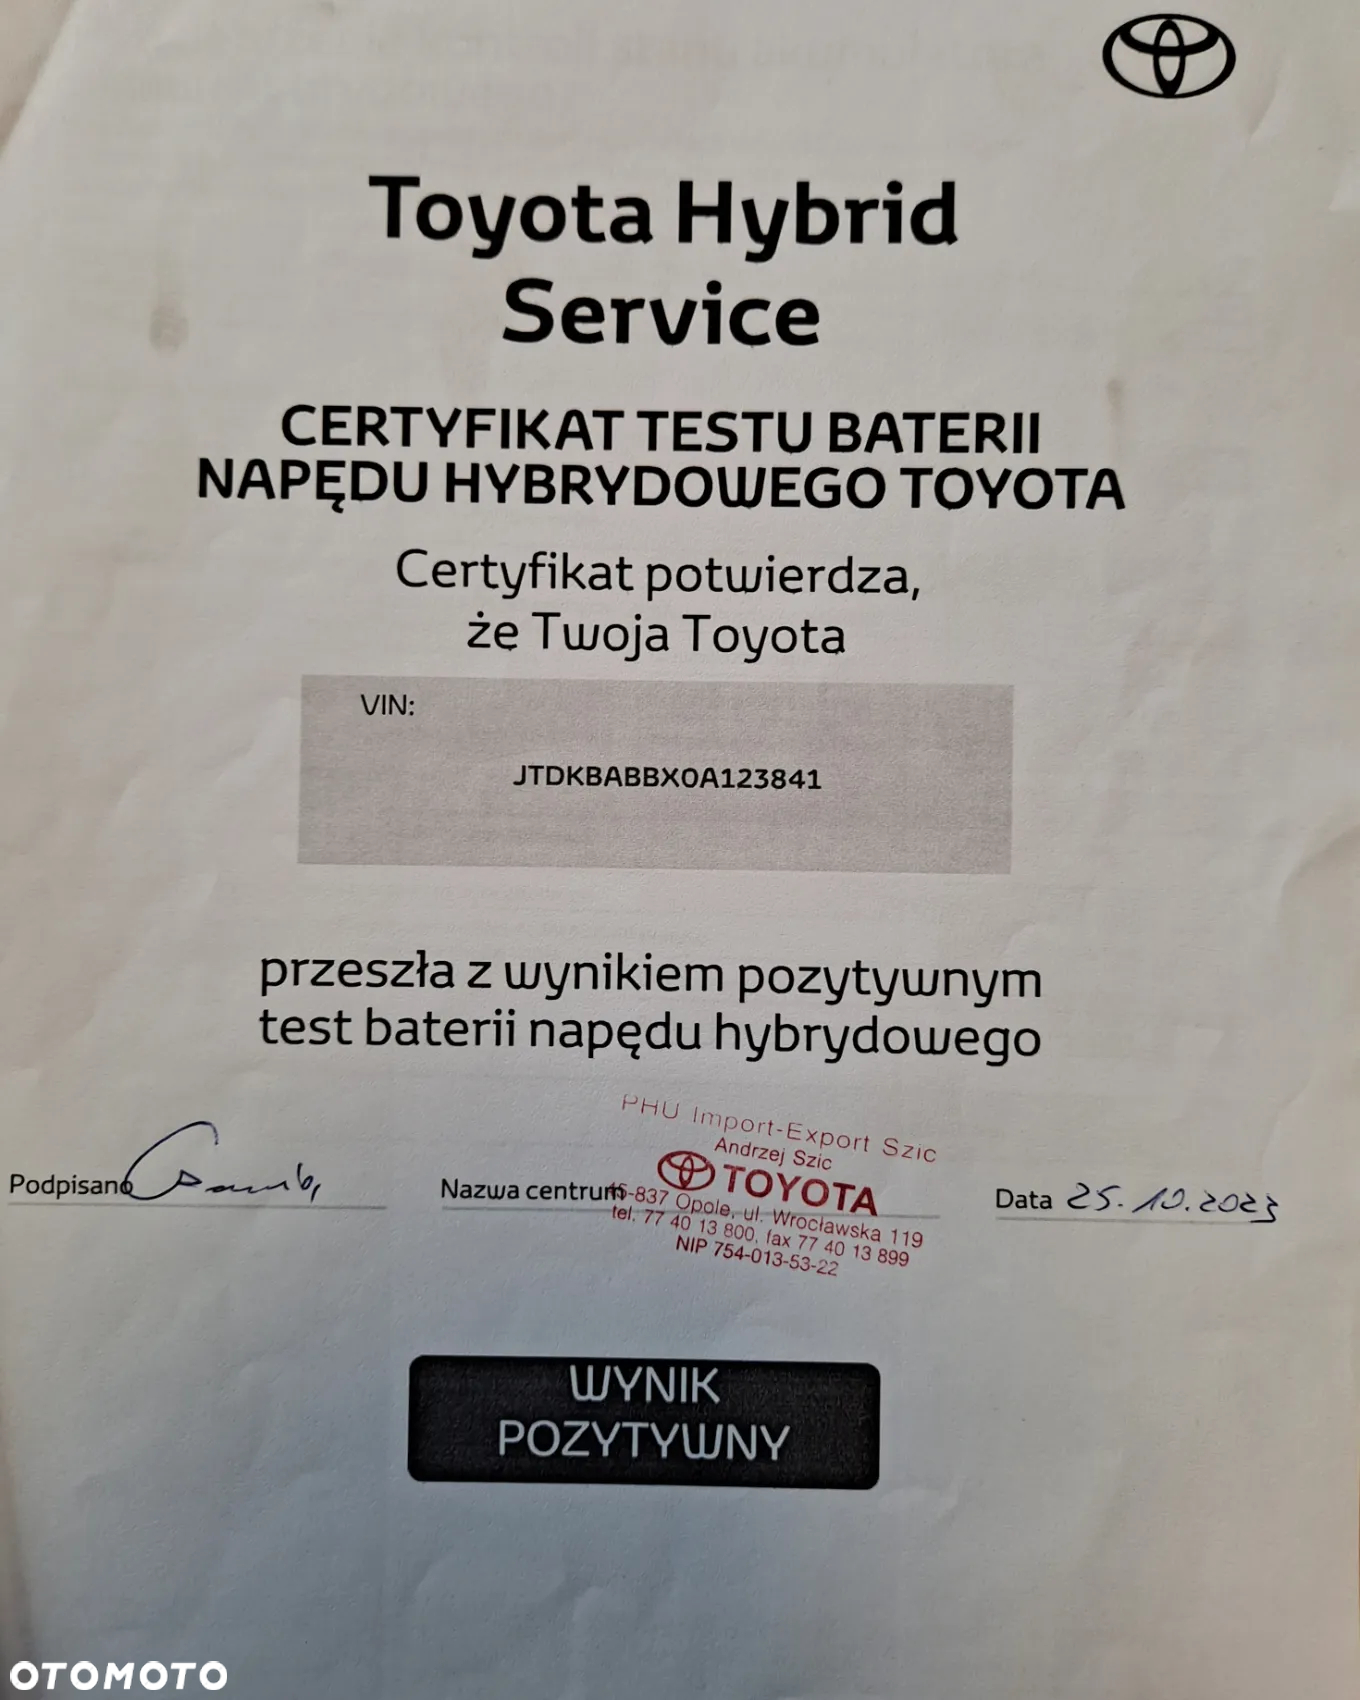 Toyota Hybrid
Service
CERTYFIKAT TESTU BATERII
NAPĘDU HYBRYDOWEGO TOYOTA
Certyfikat potwierdza,
że Twoja Toyota
VIN:
JTDKBABBX0A123841
przeszła z wynikiem pozytywnym
test baterii napędu hybrydowego
PHU Import-Export Szic
Andrzej Szic
TOYOTA
45-837 Opole, ul. Wrocławska 119
tel. 77 40 13 800, fax 77 40 13 899
NIP 754-013-53-22
Podpisano
Nazwa centrum
Data 25.10.2023
WYNIK
POZYTYWNY
OTOMOTO